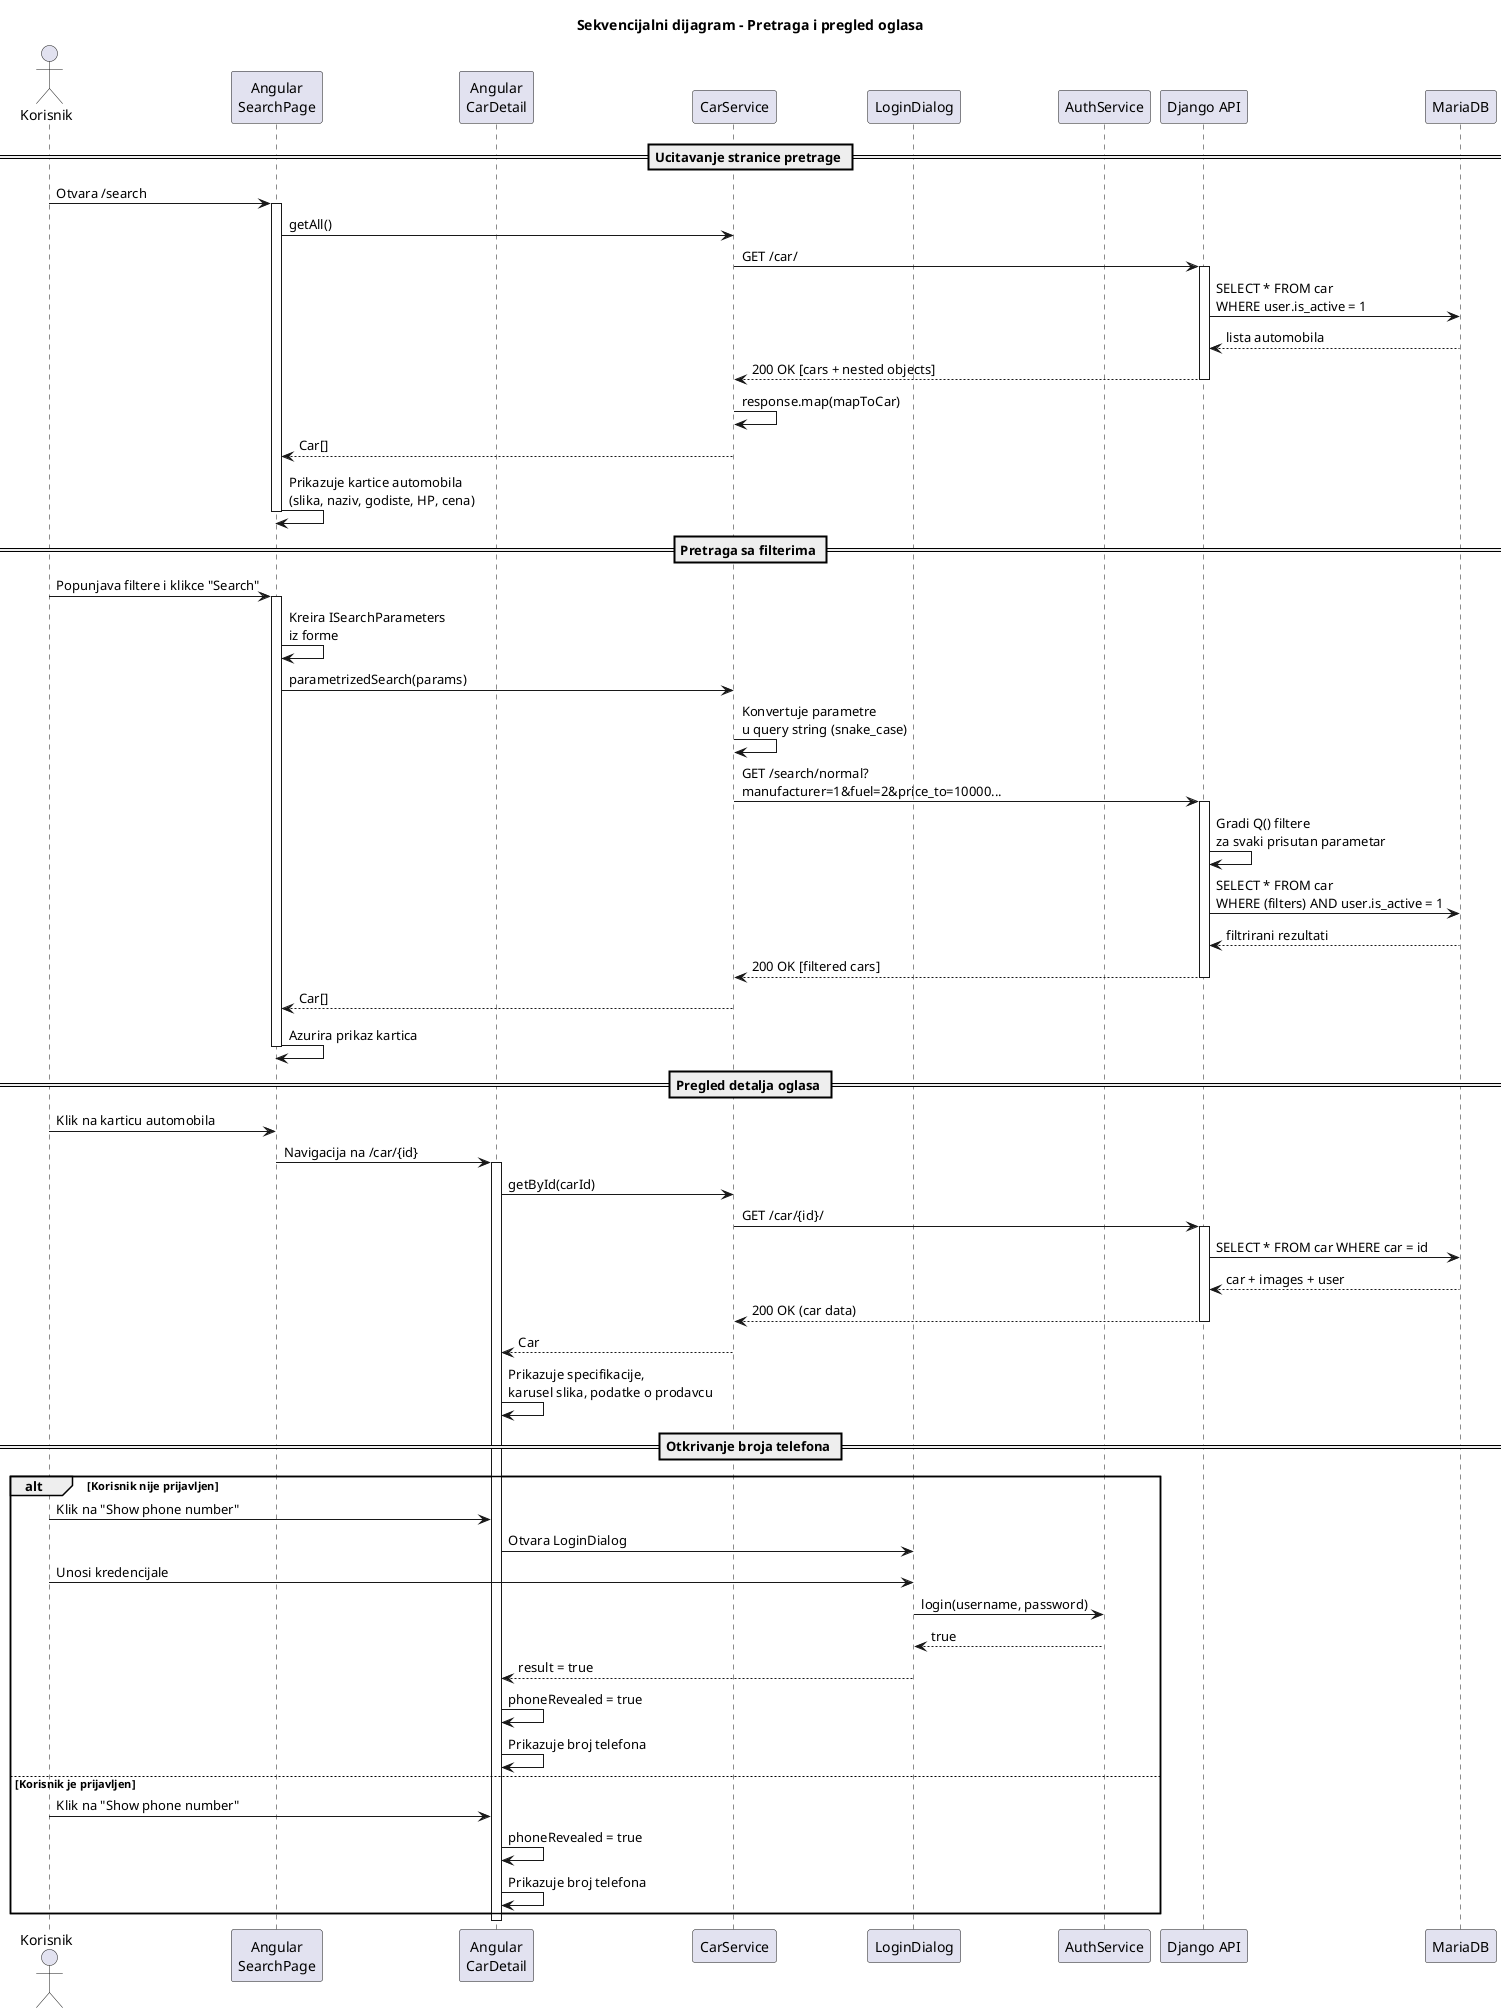 Sekvencijalni dijagram - Pretraga i pregled oglasa
Korisnik
Angular
SearchPage
Angular
CarDetail
CarService
LoginDialog
AuthService
Django API
MariaDB
Ucitavanje stranice pretrage
Otvara /search
getAll()
GET /car/
SELECT * FROM car
WHERE user.is_active = 1
lista automobila
200 OK [cars + nested objects]
response.map(mapToCar)
Car[]
Prikazuje kartice automobila
(slika, naziv, godiste, HP, cena)
Pretraga sa filterima
Popunjava filtere i klikce "Search"
Kreira ISearchParameters
iz forme
parametrizedSearch(params)
Konvertuje parametre
u query string (snake_case)
GET /search/normal?
manufacturer=1&fuel=2&price_to=10000...
Gradi Q() filtere
za svaki prisutan parametar
SELECT * FROM car
WHERE (filters) AND user.is_active = 1
filtrirani rezultati
200 OK [filtered cars]
Car[]
Azurira prikaz kartica
Pregled detalja oglasa
Klik na karticu automobila
Navigacija na /car/{id}
getById(carId)
GET /car/{id}/
SELECT * FROM car WHERE car = id
car + images + user
200 OK (car data)
Car
Prikazuje specifikacije,
karusel slika, podatke o prodavcu
Otkrivanje broja telefona
alt [Korisnik nije prijavljen]
Klik na "Show phone number"
Otvara LoginDialog
Unosi kredencijale
login(username, password)
true
result = true
phoneRevealed = true
Prikazuje broj telefona
[Korisnik je prijavljen]
Klik na "Show phone number"
phoneRevealed = true
Prikazuje broj telefona
Korisnik
Angular
SearchPage
Angular
CarDetail
CarService
LoginDialog
AuthService
Django API
MariaDB